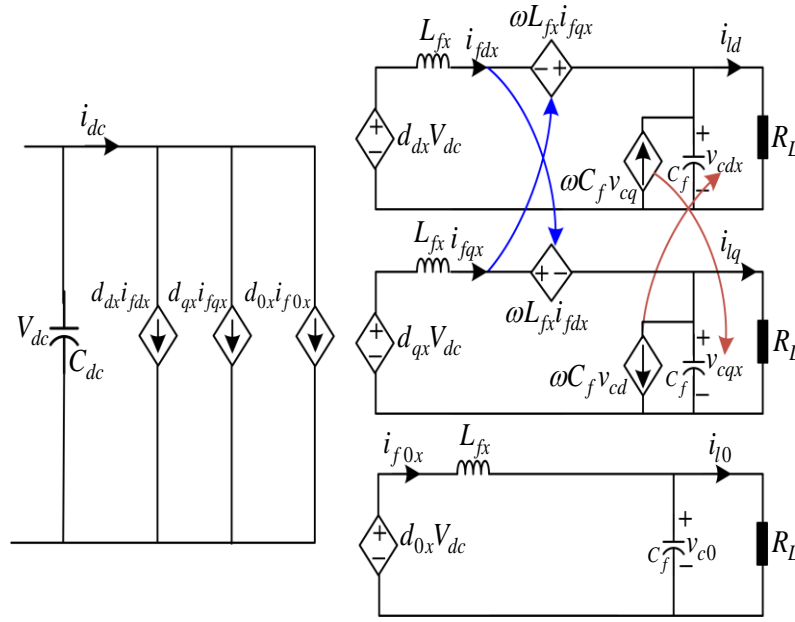 L_fx i_fdx ωL_fx i_fqx i_ld
+ − − + + R_L
d_dx V_dc C_f v_cdx
− ωC_f v_cq −
i_dc
L_fx i_fqx i_lq
+ + − + R_L
d_dx i_fdx d_qx i_fqx d_0x i_f0x ωL_fx i_fdx
V_dc d_qx V_dc C_f v_cqx
C_dc − ωC_f v_cd −
i_f0x L_fx i_l0
+ + R_L
d_0x V_dc C_f v_c0
− −